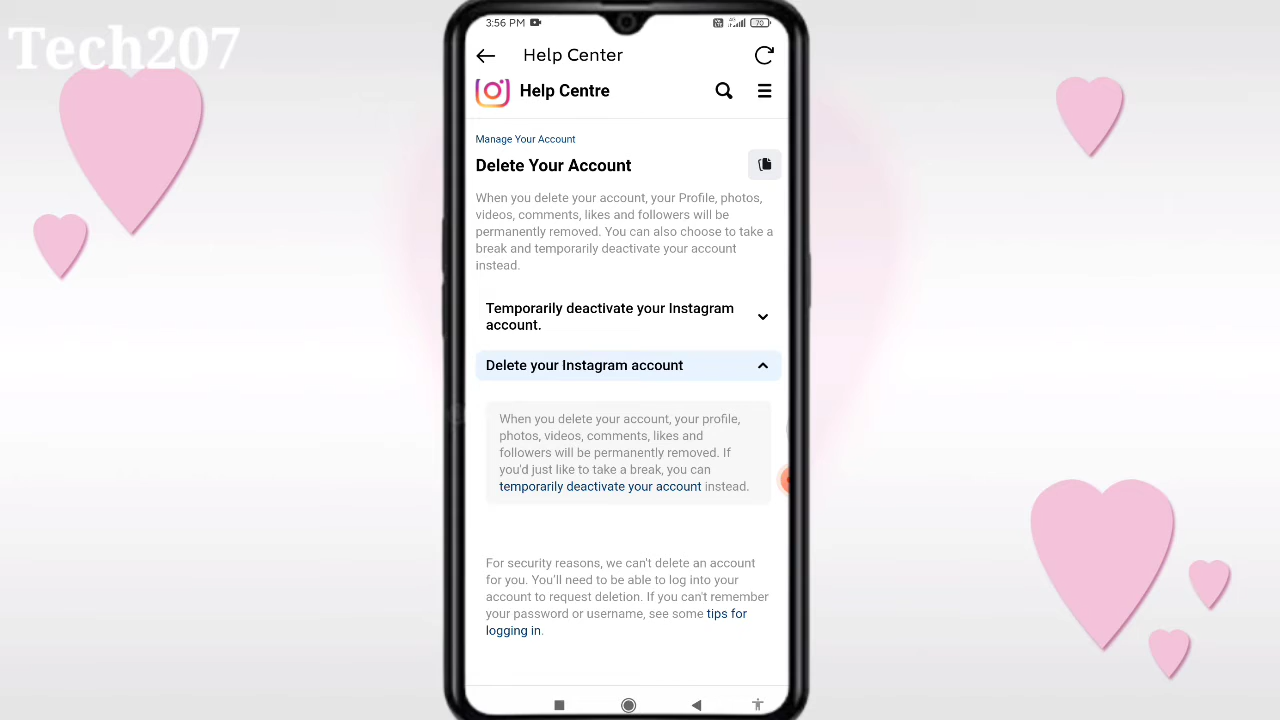 Tech207
3:56 PM
4G
70
Help Center
Help Centre
Manage Your Account
Delete Your Account
When you delete your account, your Profile, photos,
videos, comments, likes and followers will be
permanently removed. You can also choose to take a
break and temporarily deactivate your account
instead.
Temporarily deactivate your Instagram
account.
Delete your Instagram account
When you delete your account, your profile,
photos, videos, comments, likes and
followers will be permanently removed. If
you'd just like to take a break, you can
temporarily deactivate your account instead.
For security reasons, we can't delete an account
for you. You'll need to be able to log into your
account to request deletion. If you can't remember
your password or username, see some tips for
logging in.